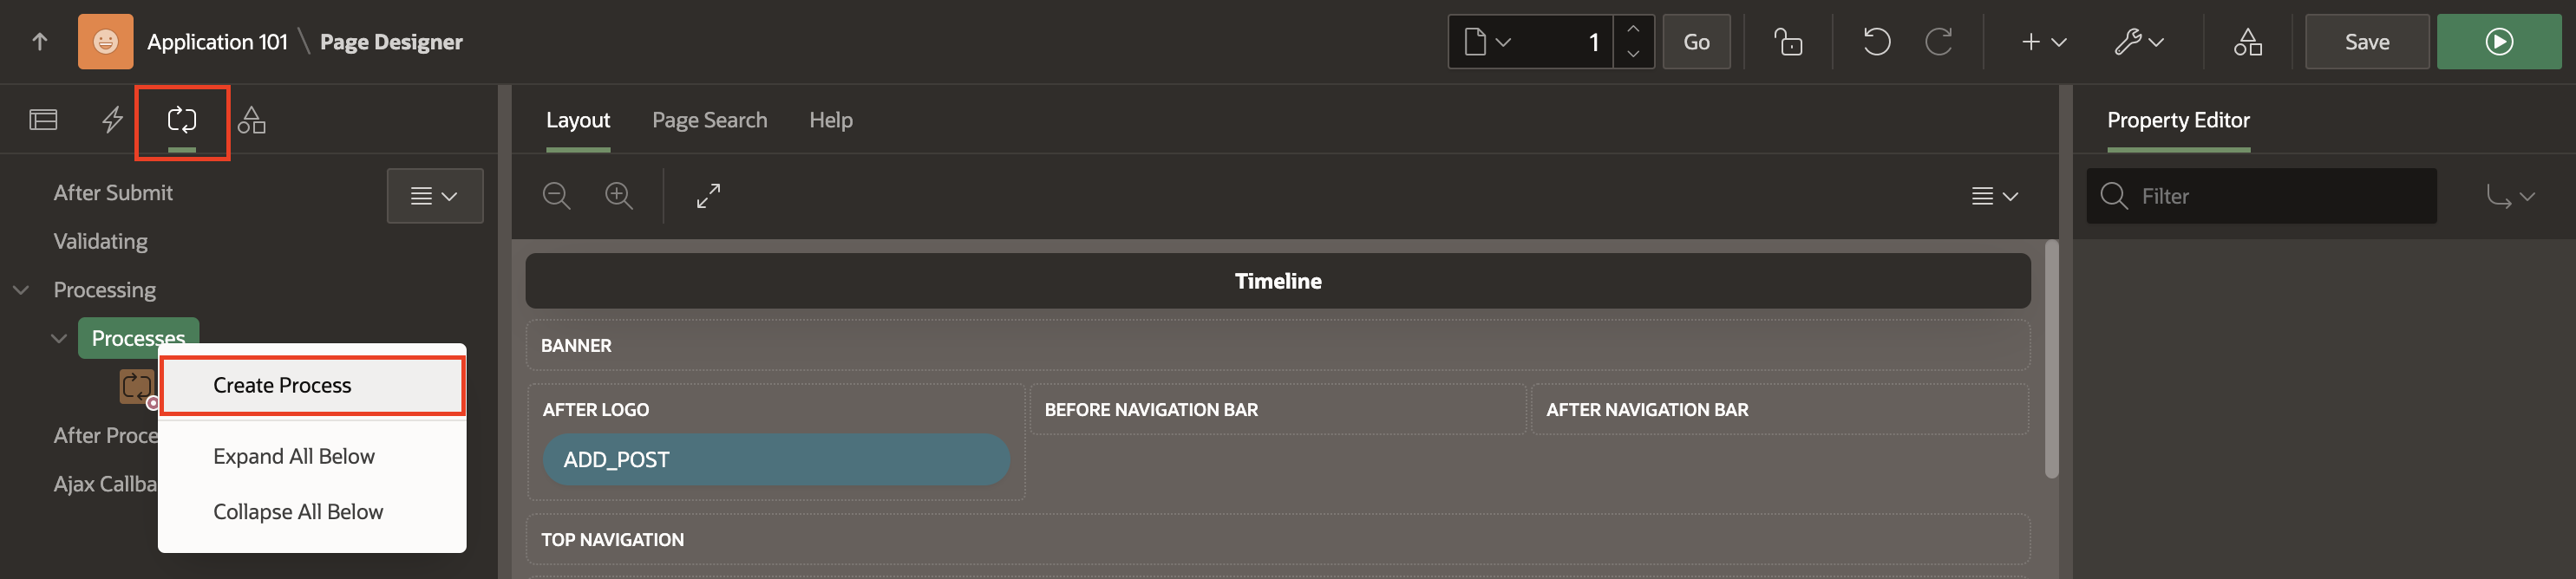 Application 101 \ Page Designer
1
Go
Save
Layout
Page Search
Help
Property Editor
After Submit
Filter
Validating
Timeline
Processing
Processes
BANNER
Create Process
AFTER LOGO
BEFORE NAVIGATION BAR
AFTER NAVIGATION BAR
After Proce
Expand All Below
ADD_POST
Ajax Callba
Collapse All Below
TOP NAVIGATION